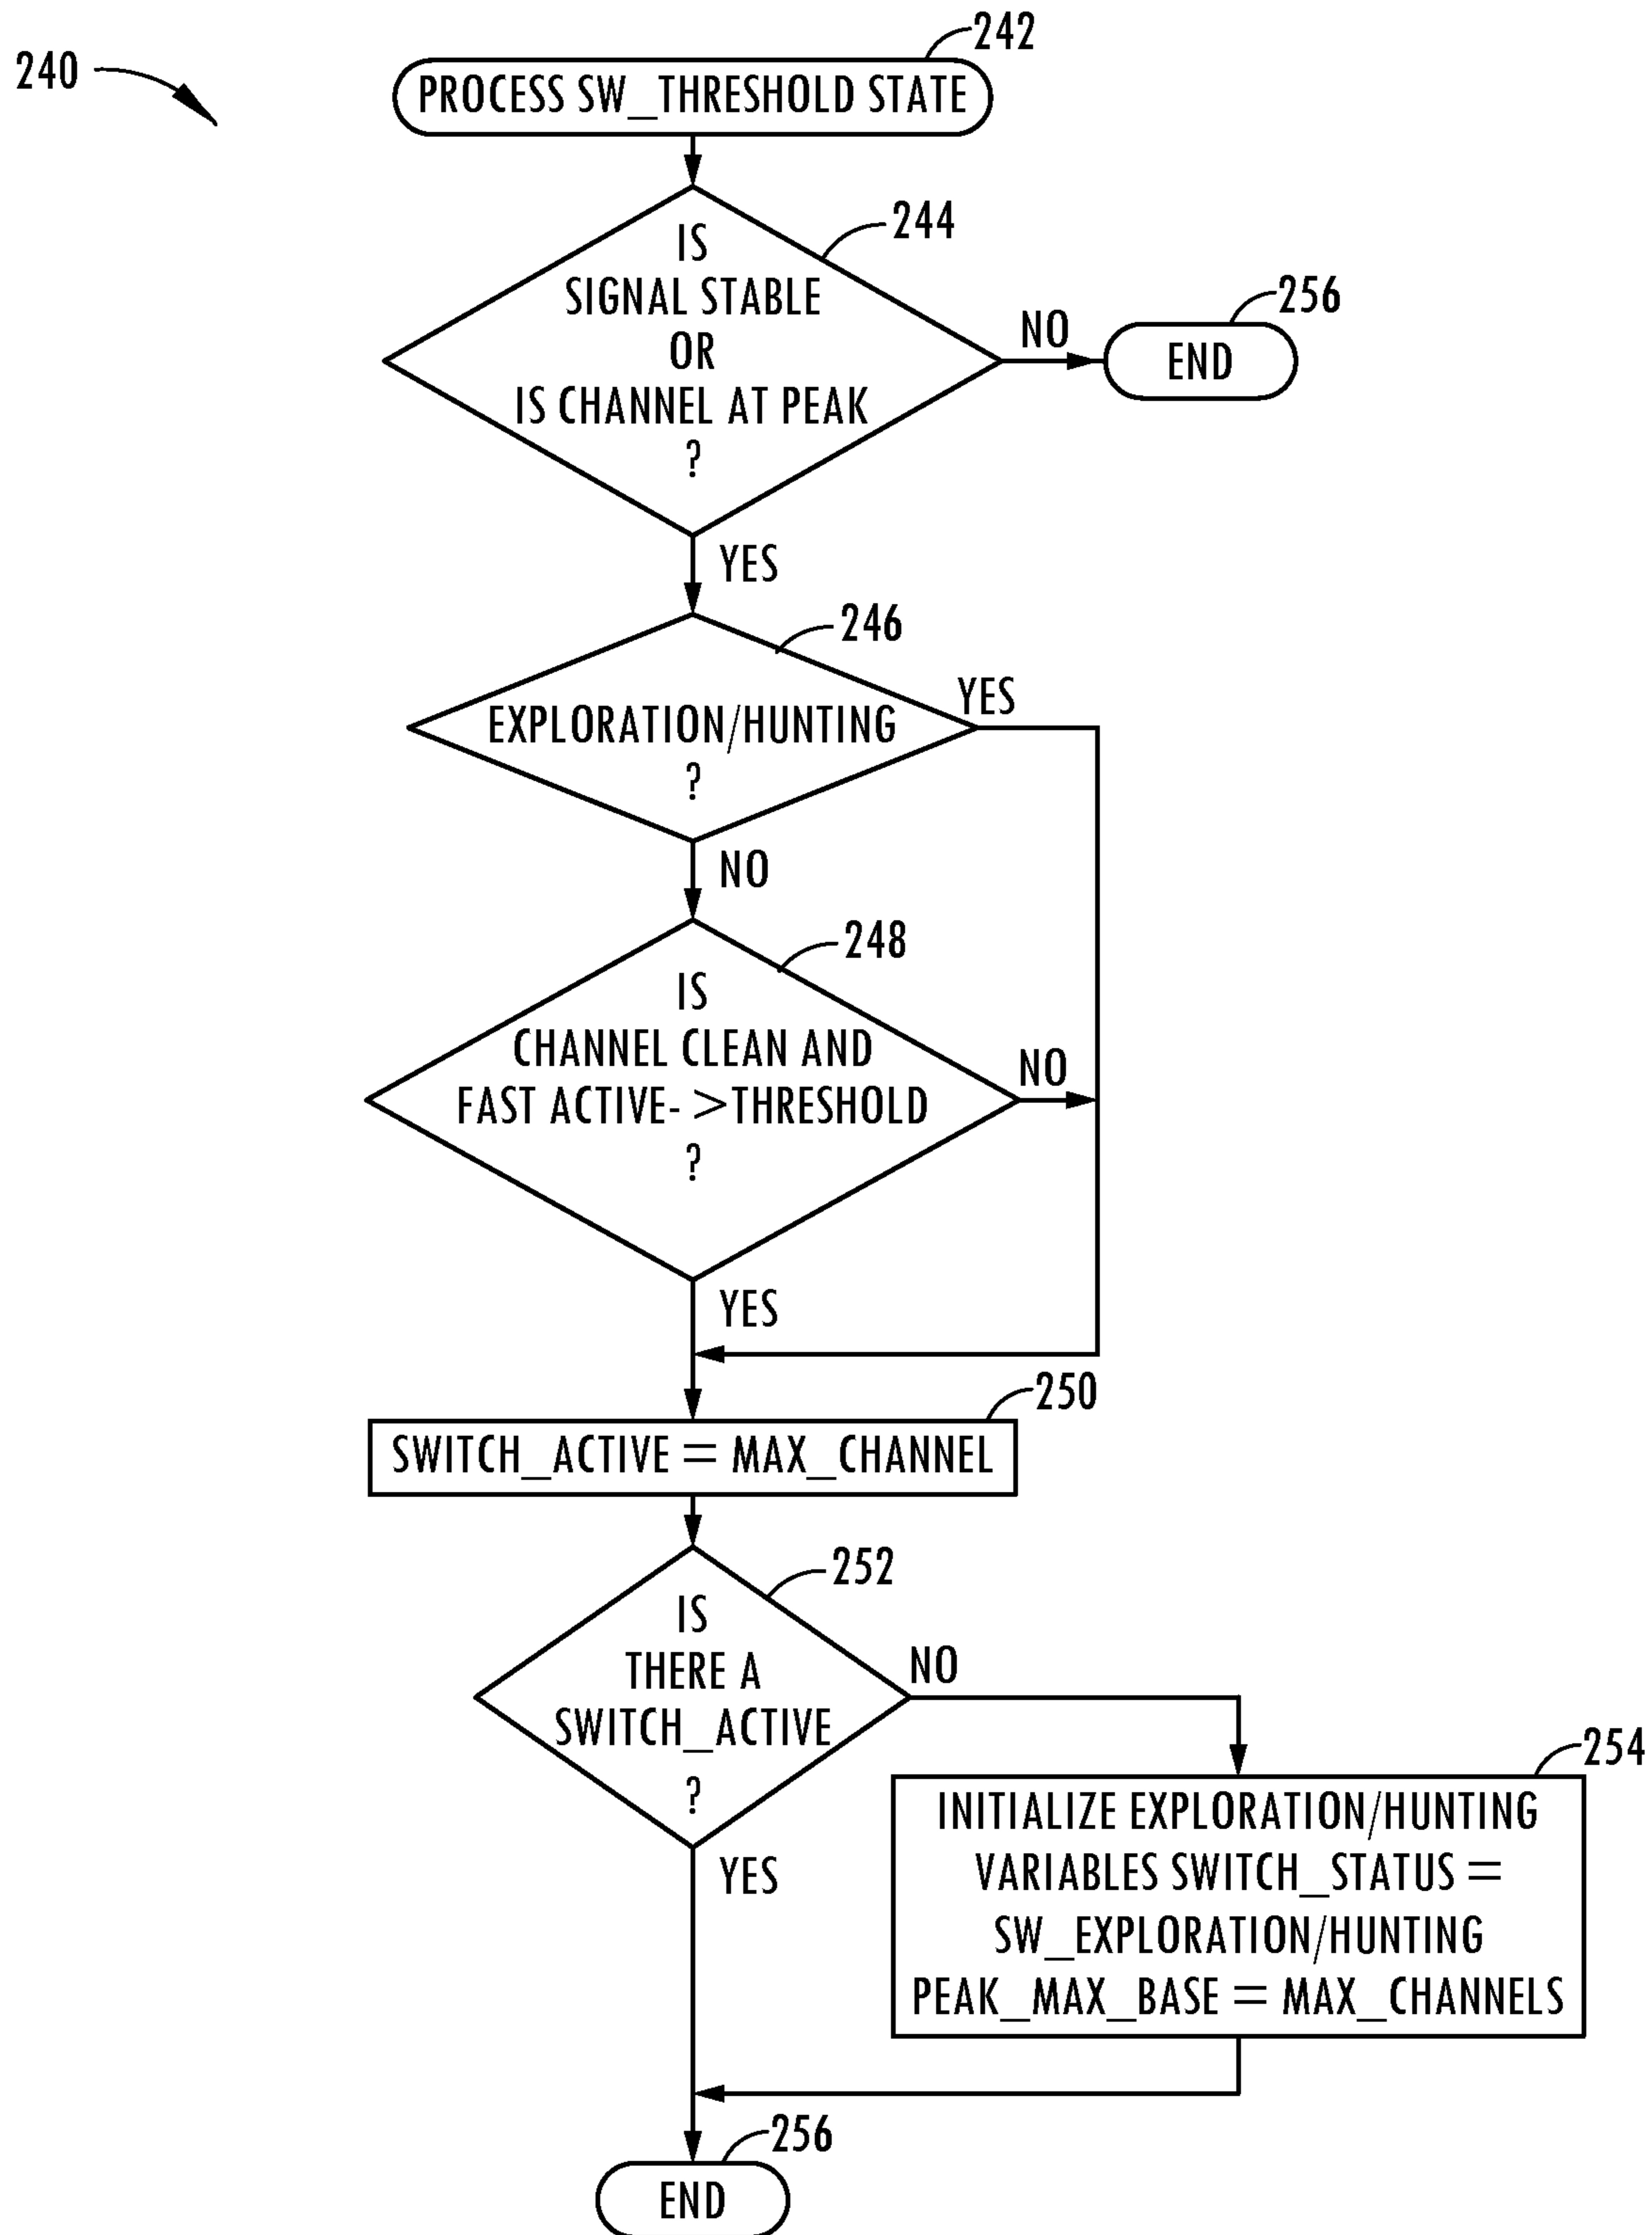 240
242
PROCESS SW_THRESHOLD STATE
244
IS
SIGNAL STABLE
OR
IS CHANNEL AT PEAK
?
NO
256
END
YES
246
EXPLORATION/HUNTING
?
YES
NO
248
IS
CHANNEL CLEAN AND
FAST ACTIVE- >THRESHOLD
?
NO
YES
250
SWITCH_ACTIVE = MAX_CHANNEL
252
IS
THERE A
SWITCH_ACTIVE
?
NO
YES
254
INITIALIZE EXPLORATION/HUNTING
VARIABLES SWITCH_STATUS =
SW_EXPLORATION/HUNTING
PEAK_MAX_BASE = MAX_CHANNELS
256
END